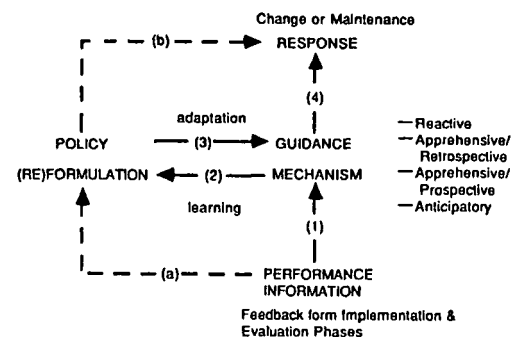 Change or Maintenance
(b)
RESPONSE
(4)
adaptation
Reactive
POLICY
(3)
GUIDANCE
Apprehensive/
Retrospective
(RE)FORMULATION
(2)
MECHANISM
Apprehensive/
Prospective
learning
Anticipatory
(1)
(a)
PERFORMANCE
INFORMATION
Feedback form Implementation &
Evaluation Phases